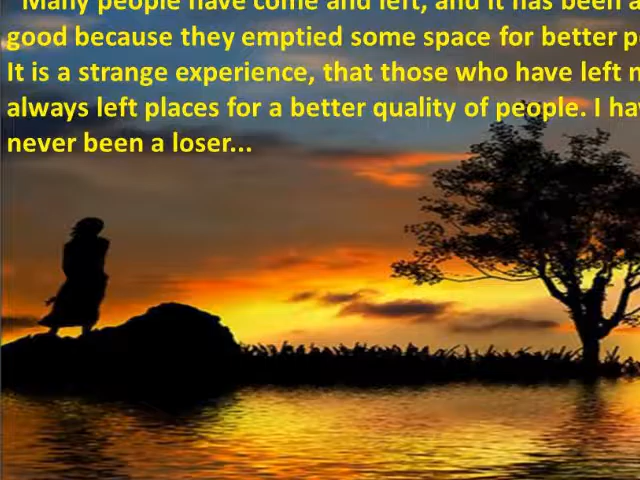 "Many people have come and left, and it has been a
good because they emptied some space for better p
It is a strange experience, that those who have left m
always left places for a better quality of people. I ha
never been a loser...